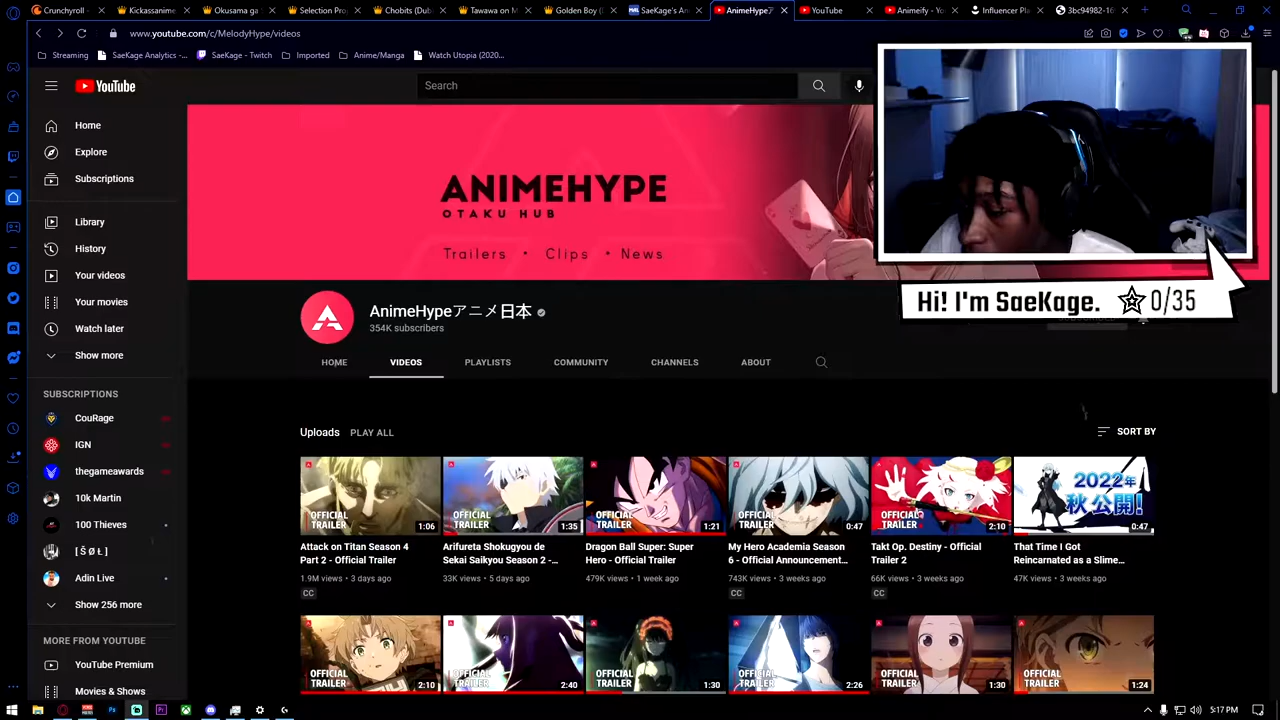 Crunchyroll -
Kickassanime
Okusama ga
Selection Pro
Chobits (Dub
Tawawa on M
Golden Boy (
SaeKage's An
AnimeHype
YouTube
Animeify - Yo
Influencer Pla
3bc94982-16
www.youtube.com/c/MelodyHype/videos
Streaming
SaeKage Analytics -...
SaeKage - Twitch
Imported
Anime/Manga
Watch Utopia (2020...
YouTube
Search
Home
Explore
Subscriptions
Library
History
Your videos
Your movies
Watch later
Show more
SUBSCRIPTIONS
CouRage
IGN
thegameawards
10k Martin
100 Thieves
Adin Live
Show 256 more
MORE FROM YOUTUBE
YouTube Premium
Movies & Shows
ANIMEHYPE
OTAKU HUB
Trailers • Clips • News
Hi! I'm SaeKage. 0/35
AnimeHypeアニメ日本
354K subscribers
HOME
VIDEOS
PLAYLISTS
COMMUNITY
CHANNELS
ABOUT
Uploads PLAY ALL
SORT BY
OFFICIAL
TRAILER
1:06
OFFICIAL
TRAILER
1:35
OFFICIAL
TRAILER
1:21
OFFICIAL
TRAILER
0:47
OFFICIAL
TRAILER
2:10
2022年
秋公開!
0:47
Attack on Titan Season 4
Part 2 - Official Trailer
1.9M views • 3 days ago
CC
Arifureta Shokugyou de
Sekai Saikyou Season 2 -...
33K views • 5 days ago
Dragon Ball Super: Super
Hero - Official Trailer
479K views • 1 week ago
My Hero Academia Season
6 - Official Announcement...
743K views • 3 weeks ago
CC
Takt Op. Destiny - Official
Trailer 2
66K views • 3 weeks ago
CC
That Time I Got
Reincarnated as a Slime...
47K views • 3 weeks ago
OFFICIAL
TRAILER
2:10
OFFICIAL
TRAILER
2:40
OFFICIAL
TRAILER
1:30
OFFICIAL
TRAILER
2:26
OFFICIAL
TRAILER
1:30
OFFICIAL
TRAILER
1:24
5:17 PM